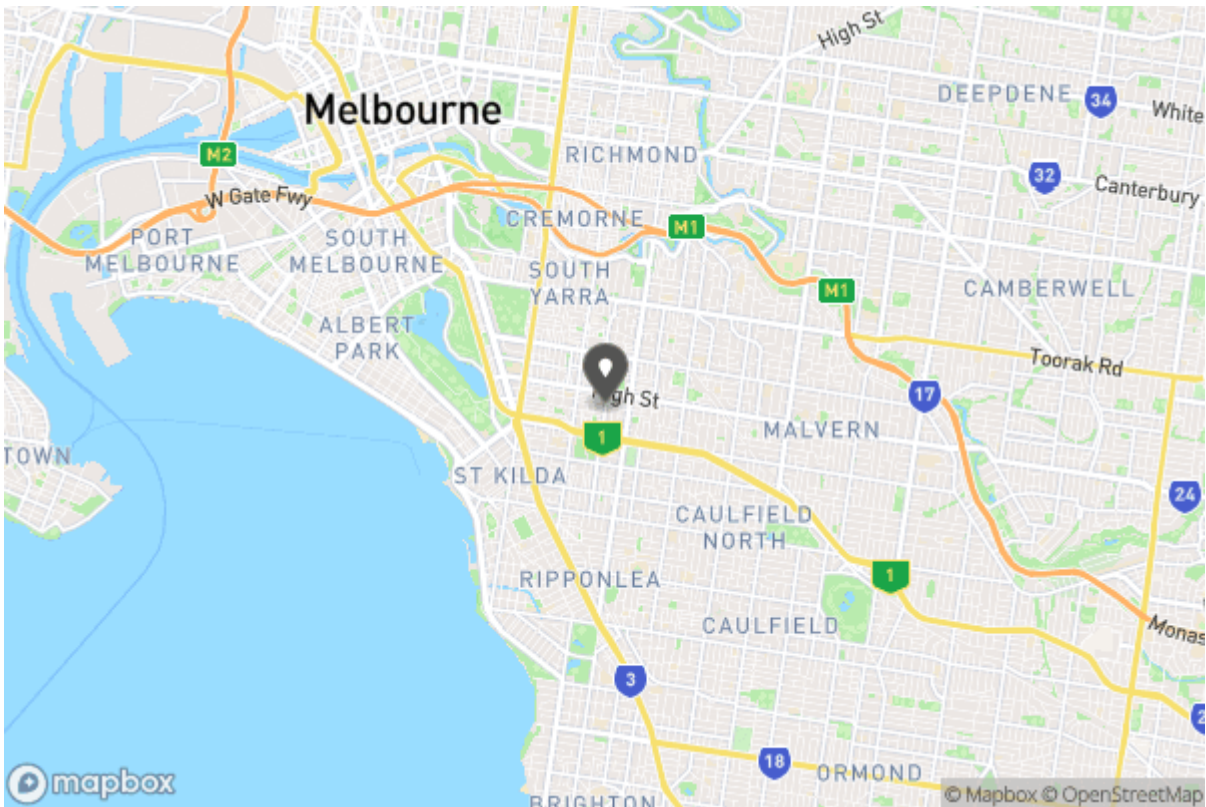 High St
DEEPDENE
34
White
Melbourne
M2
RICHMOND
32
Canterbury
W Gate Fwy
CREMORNE
M1
PORT
MELBOURNE
SOUTH
MELBOURNE
SOUTH
YARRA
M1
CAMBERWELL
ALBERT
PARK
Toorak Rd
High St
17
MALVERN
1
TOWN
ST KILDA
24
CAULFIELD
NORTH
RIPPONLEA
1
CAULFIELD
Monas
3
2
18
ORMOND
BRIGHTON
mapbox
© Mapbox © OpenStreetMap